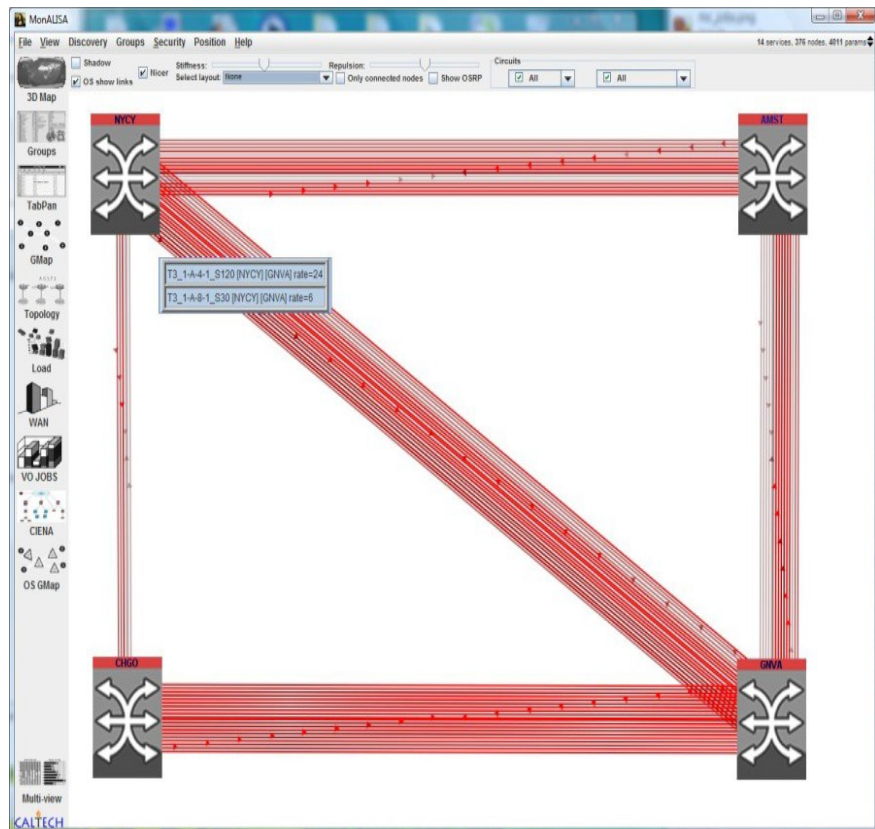 MonALISA
File View Discovery Groups Security Position Help
14 services, 376 nodes, 4011 params
Shadow
OS show links
Nicer
Stiffness:
Repulsion:
Select layout: None
Only connected nodes
Show OSRP
Circuits
All
All
3D Map
Groups
TabPan
GMap
Topology
Load
WAN
VO JOBS
CIENA
OS GMap
Multi-view
CALTECH
NYCY
AMST
T3_1-A-4-1_S120 [NYCY] [GNVA] rate=24
T3_1-A-8-1_S30 [NYCY] [GNVA] rate=6
CHGO
GNVA